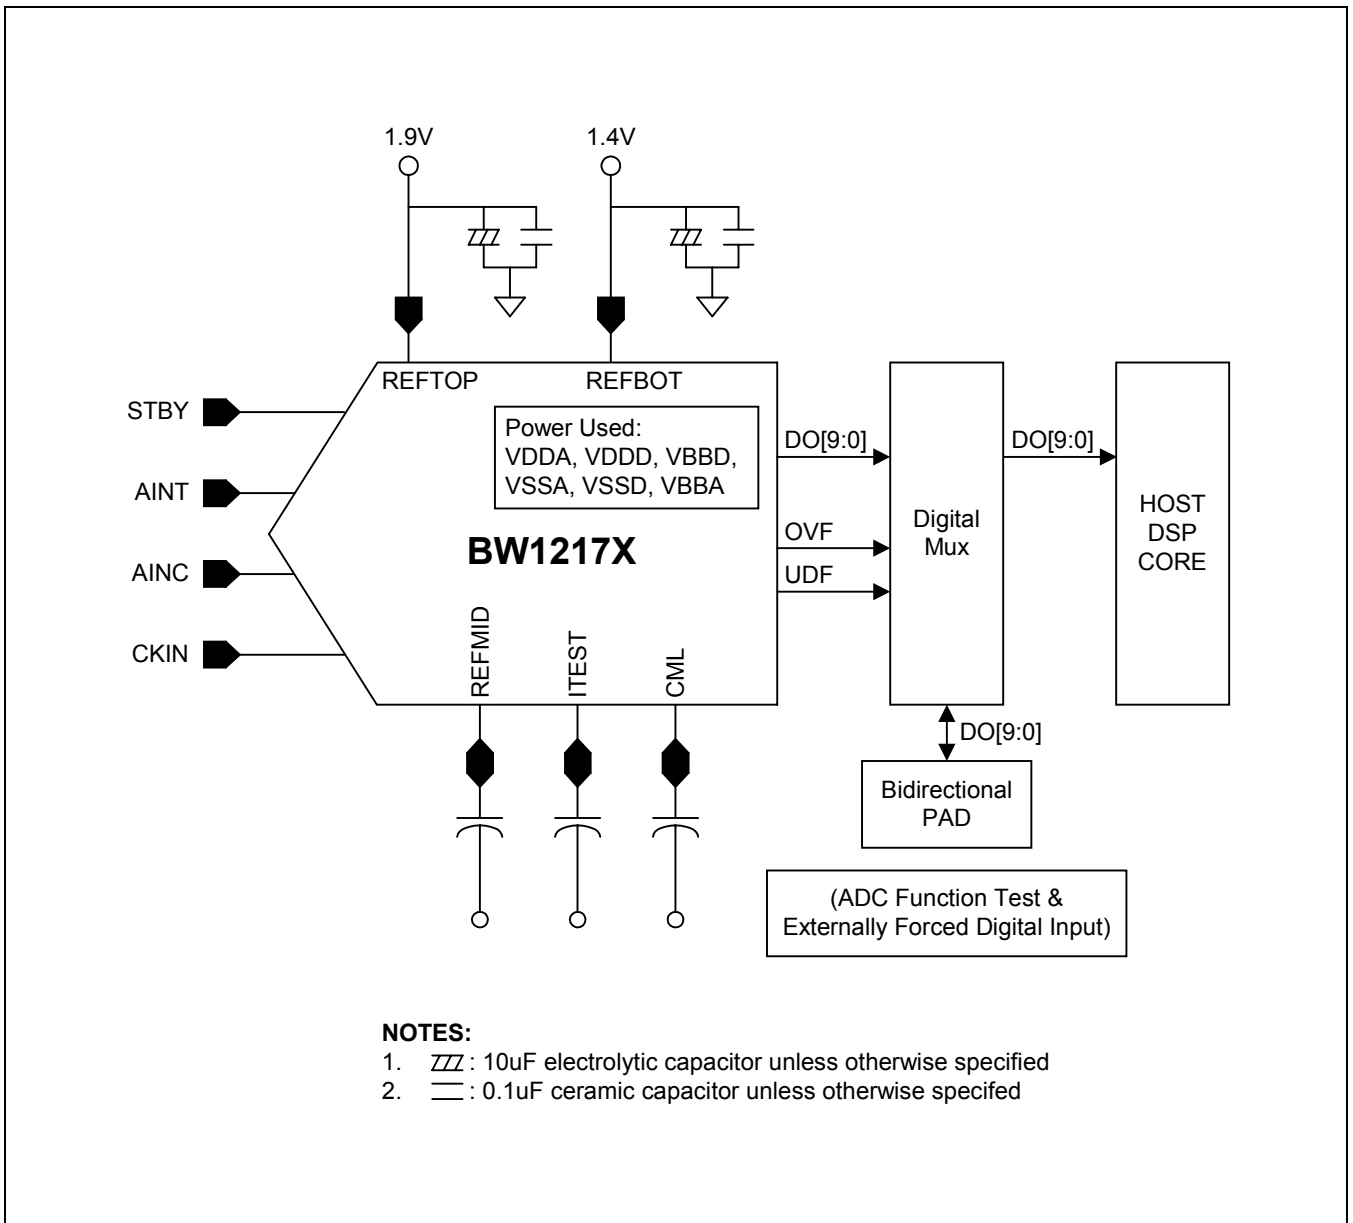 1.9V
1.4V
REFTOP
REFBOT
STBY
AINT
AINC
CKIN
Power Used:
VDDA, VDDD, VBBD,
VSSA, VSSD, VBBA
BW1217X
REFMID
ITEST
CML
DO[9:0]
OVF
UDF
Digital
Mux
DO[9:0]
HOST
DSP
CORE
DO[9:0]
Bidirectional
PAD
(ADC Function Test &
Externally Forced Digital Input)
NOTES:
1. : 10uF electrolytic capacitor unless otherwise specified
2. : 0.1uF ceramic capacitor unless otherwise specifed